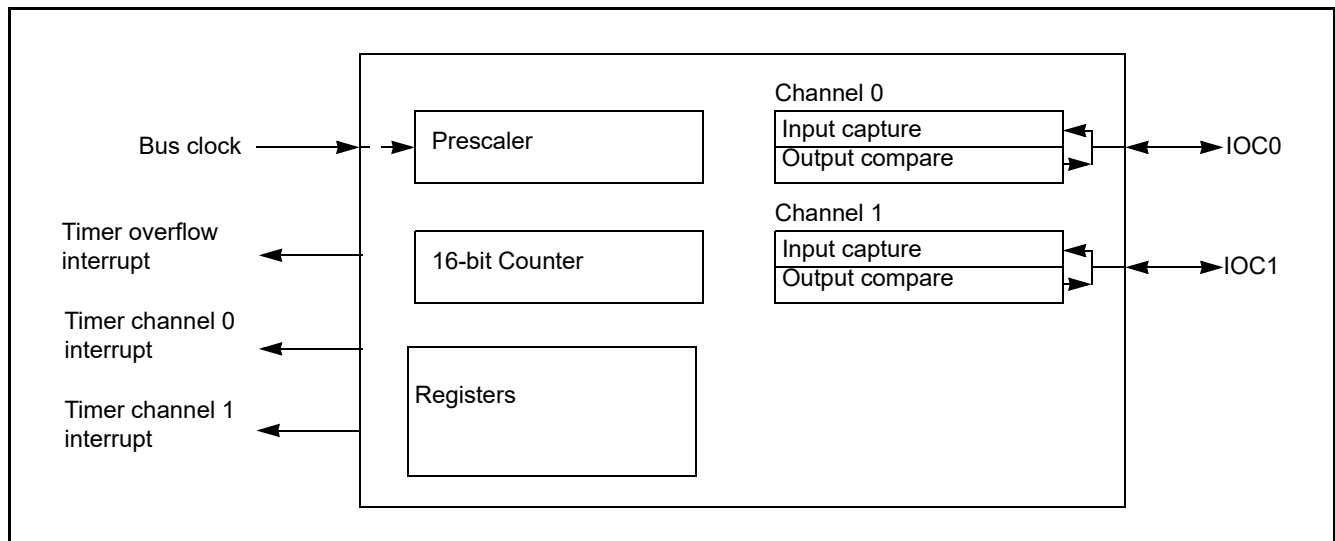 Channel 0
Input capture
Bus clock
Prescaler
Output compare
IOC0
Channel 1
Timer overflow
interrupt
16-bit Counter
Input capture
Output compare
IOC1
Timer channel 0
interrupt
Registers
Timer channel 1
interrupt